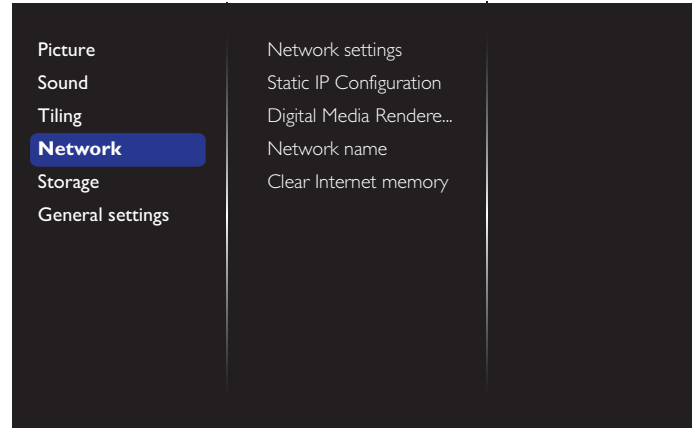 Picture
Sound
Tiling
Network
Storage
General settings
Network settings
Static IP Configuration
Digital Media Rendere...
Network name
Clear Internet memory